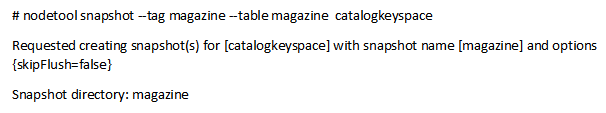 # nodetool snapshot --tag magazine --table magazine  catalogkeyspace
Requested creating snapshot(s) for [catalogkeyspace] with snapshot name [magazine] and options
{skipFlush=false}
Snapshot directory: magazine